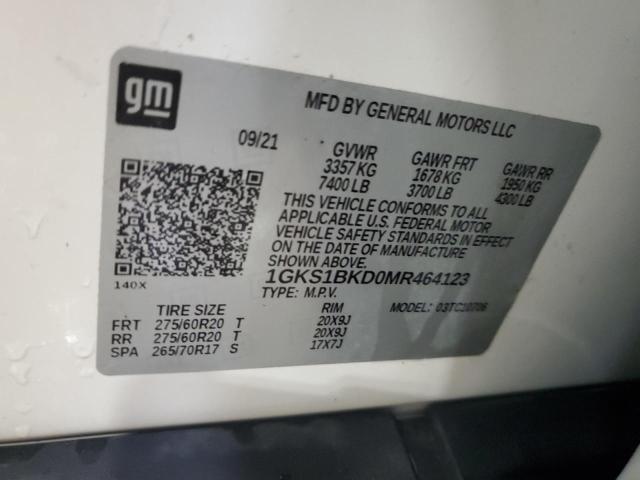 gm
MFD BY GENERAL MOTORS LLC
09/21
GVWR GAWR FRT GAWR RR
3357 KG 1678 KG 1950 KG
7400 LB 3700 LB 4300 LB
THIS VEHICLE CONFORMS TO ALL
APPLICABLE U.S. FEDERAL MOTOR
VEHICLE SAFETY STANDARDS IN EFFECT
ON THE DATE OF MANUFACTURE
SHOWN ABOVE.
1GKS1BKD0MR464123
140X
TYPE: M.P.V. MODEL: 03TC10706
TIRE SIZE RIM
FRT 275/60R20 T 20X9J
RR 275/60R20 T 20X9J
SPA 265/70R17 S 17X7J